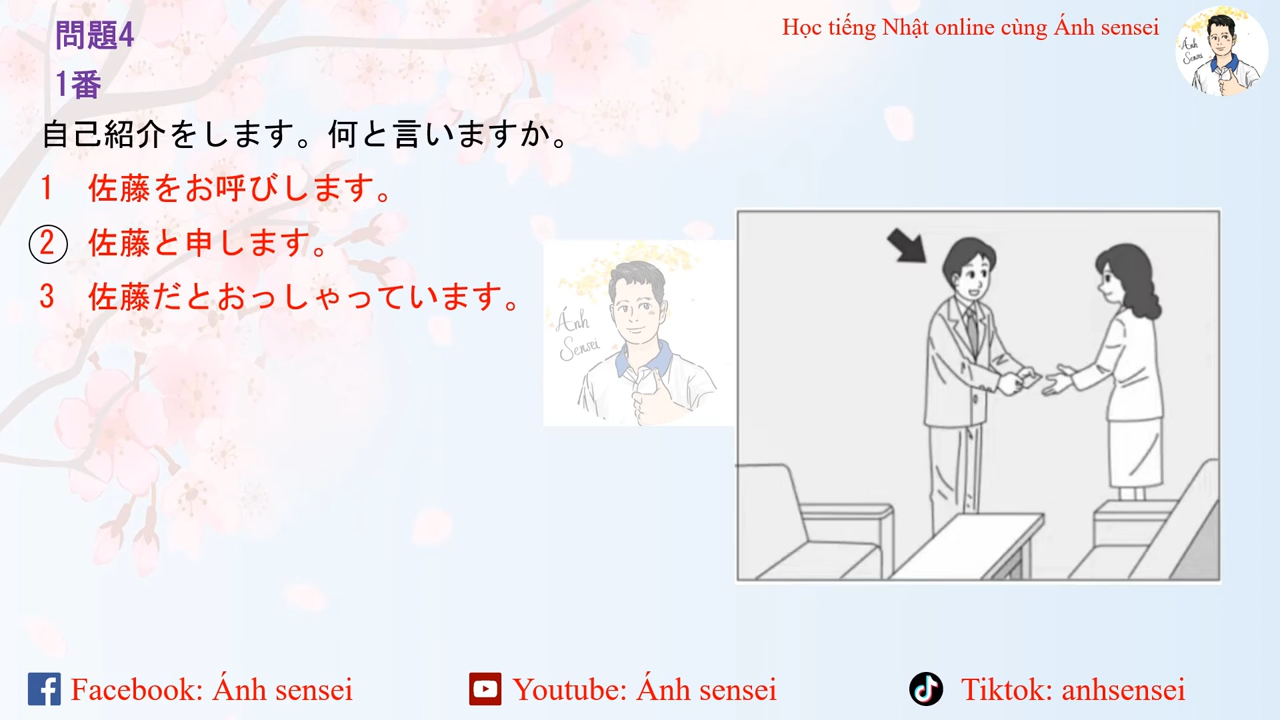 問題4
Học tiếng Nhật online cùng Ánh sensei
Ánh
Sensei
1番
自己紹介をします。何と言いますか。
1 佐藤をお呼びします。
2 佐藤と申します。
3 佐藤だとおっしゃっています。
Ánh
Sensei
Facebook: Ánh sensei
Youtube: Ánh sensei
Tiktok: anhsensei